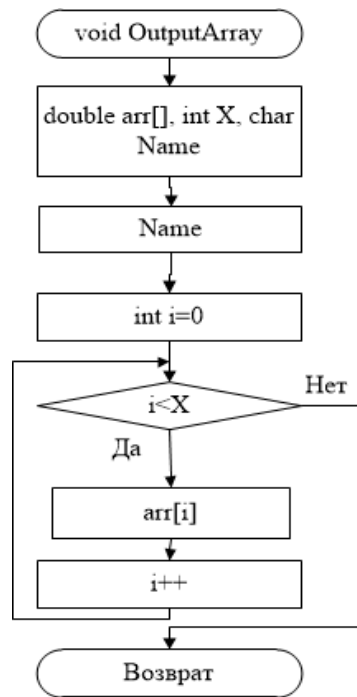 void OutputArray
double arr[], int X, char
Name
Name
int i=0
i<X
Нет
Да
arr[i]
i++
Возврат